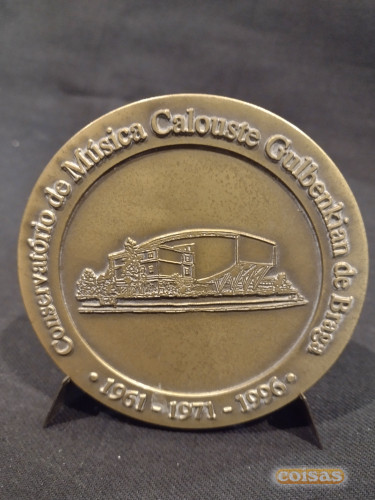 Conservatório de Música Calouste Gulbenkian de Braga
• 1961 - 1971 - 1996 •
coisas